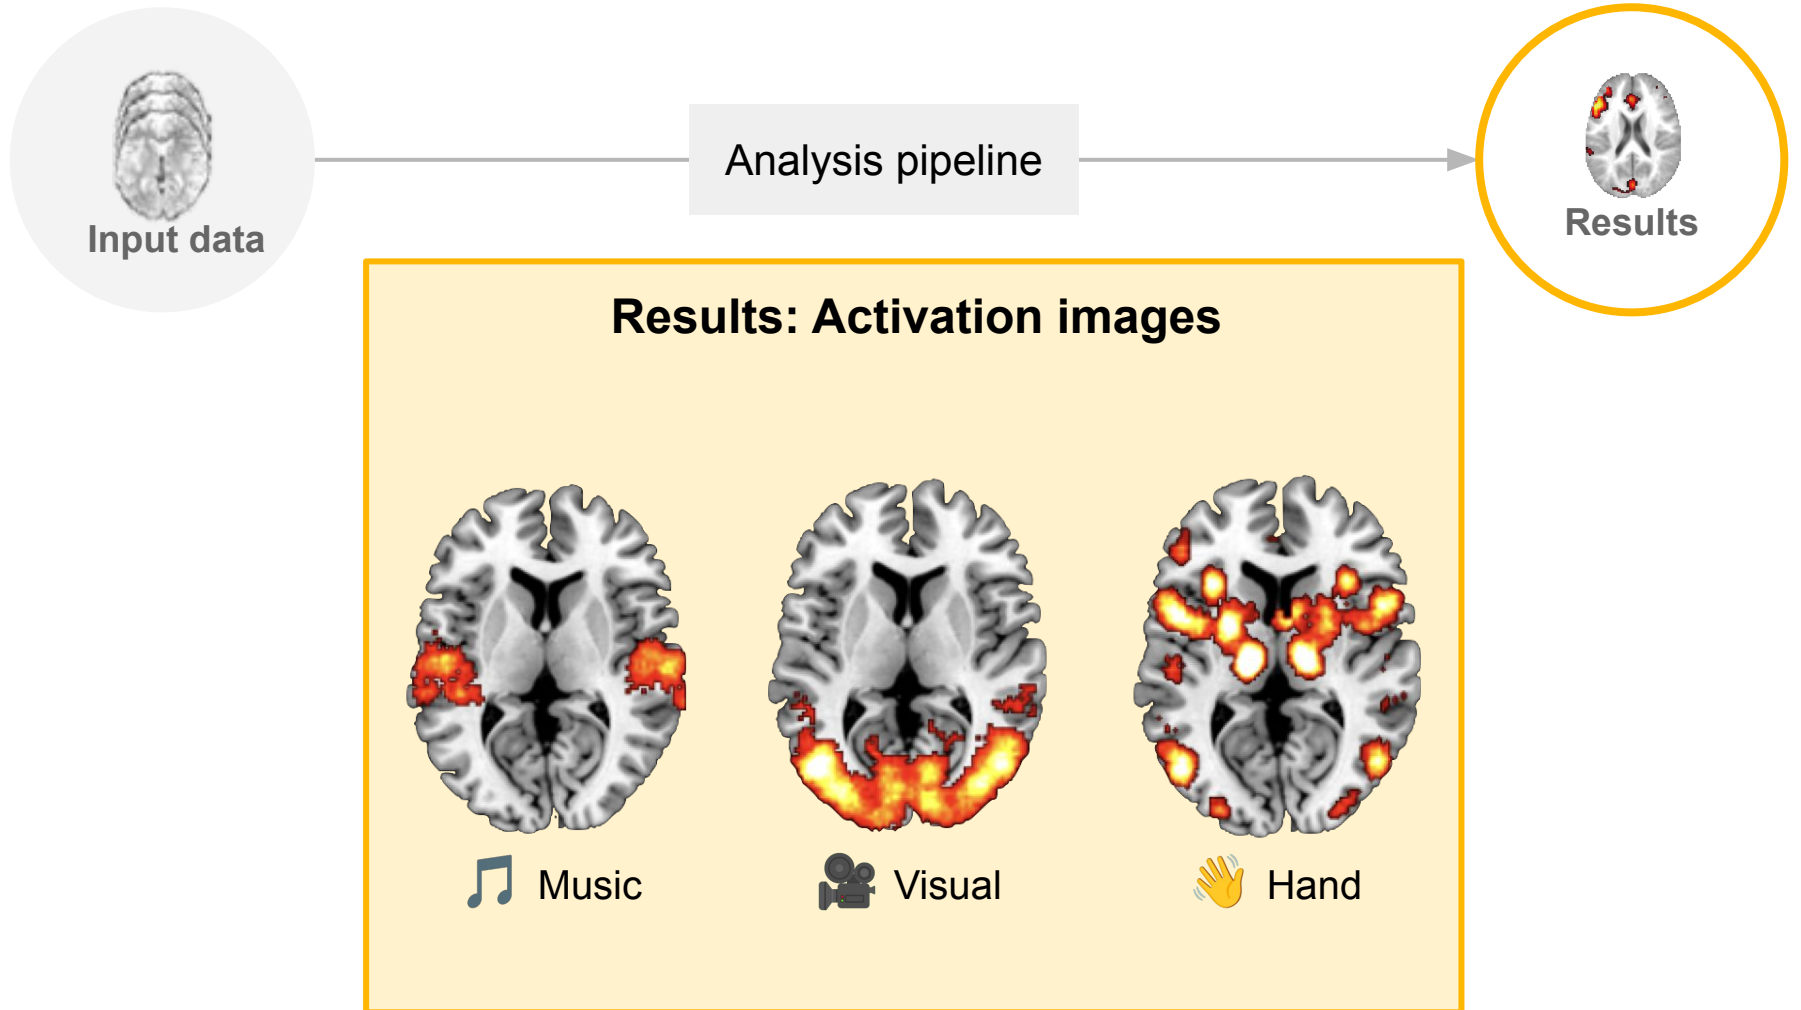 Input data
Analysis pipeline
Results
Results: Activation images
Music
Visual
Hand